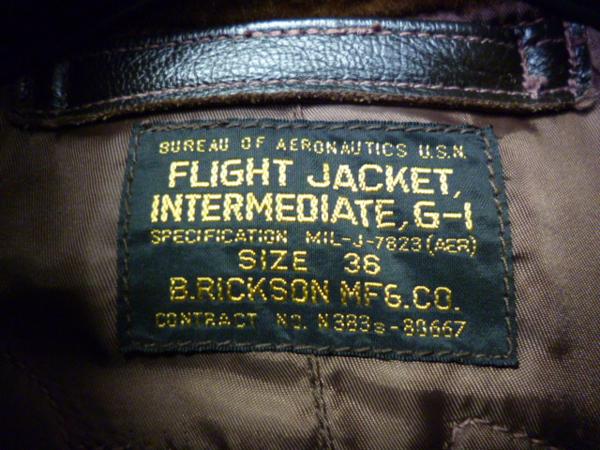 BUREAU OF AERONAUTICS U.S.N.
FLIGHT JACKET,
INTERMEDIATE, G-1
SPECIFICATION MIL-J-7823 (AER)
SIZE 36
B.RICKSON MFG.CO.
CONTRACT NO. N383s-80667